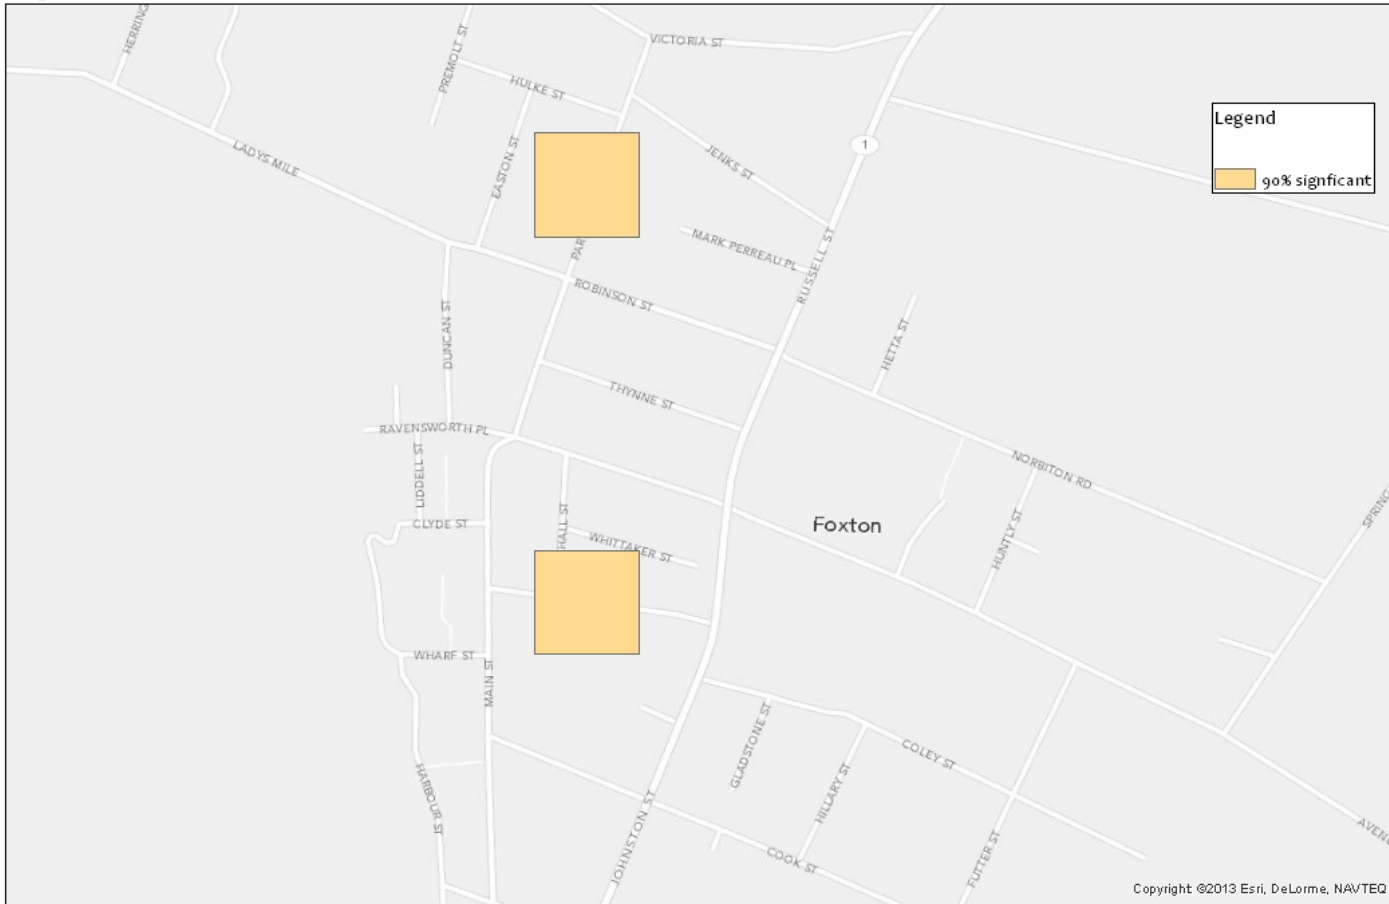 HERRING
PREMOLT ST
VICTORIA ST
HULKE ST
1
Legend
90% signficant
LADYS MILE
EASTON ST
JENKS ST
PAR
MARK PERREAU PL
RUSSELL ST
ROBINSON ST
DUNCAN ST
HETTA ST
THYNNE ST
RAVENSWORTH PL
LIDDELL ST
NORBITON RD
CLYDE ST
HALL ST
WHITTAKER ST
Foxton
HUNTLY ST
SPRING
WHARF ST
MAIN ST
GLADSTONE ST
COLEY ST
HARBOUR ST
HILLARY ST
JOHNSTON ST
COOK ST
FUTTER ST
AVENU
Copyright ©2013 Esri, DeLorme, NAVTEQ